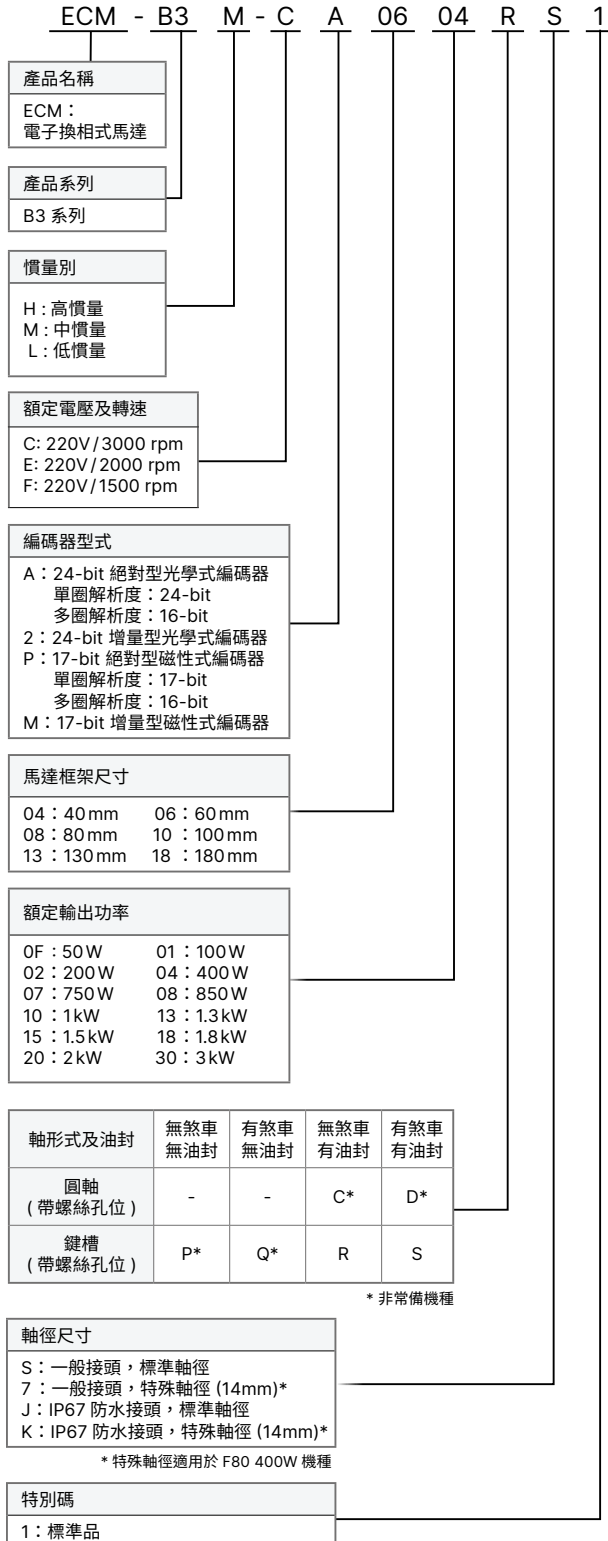 ECM - B3 M - C A 06 04 R S 1
產品名稱
ECM：
電子換相式馬達
產品系列
B3 系列
慣量別
H : 高慣量
M : 中慣量
L : 低慣量
額定電壓及轉速
C: 220V/3000 rpm
E: 220V/2000 rpm
F: 220V/1500 rpm
編碼器型式
A：24-bit 絕對型光學式編碼器
單圈解析度：24-bit
多圈解析度：16-bit
2：24-bit 增量型光學式編碼器
P：17-bit 絕對型磁性式編碼器
單圈解析度：17-bit
多圈解析度：16-bit
M：17-bit 增量型磁性式編碼器
馬達框架尺寸
04：40 mm 06：60 mm
08：80 mm 10 ：100 mm
13：130 mm 18 ：180 mm
額定輸出功率
0F : 50 W 01：100 W
02：200 W 04：400 W
07：750 W 08：850 W
10：1 kW 13：1.3 kW
15：1.5 kW 18：1.8 kW
20：2 kW 30：3 kW
軸形式及油封 無煞車 無油封 有煞車 無油封 無煞車 有油封 有煞車 有油封
圓軸 - - C* D*
( 帶螺絲孔位 )
鍵槽 P* Q* R S
( 帶螺絲孔位 )
* 非常備機種
軸徑尺寸
S：一般接頭，標準軸徑
7：一般接頭，特殊軸徑 (14mm)*
J：IP67 防水接頭，標準軸徑
K：IP67 防水接頭，特殊軸徑 (14mm)*
* 特殊軸徑適用於 F80 400W 機種
特別碼
1：標準品